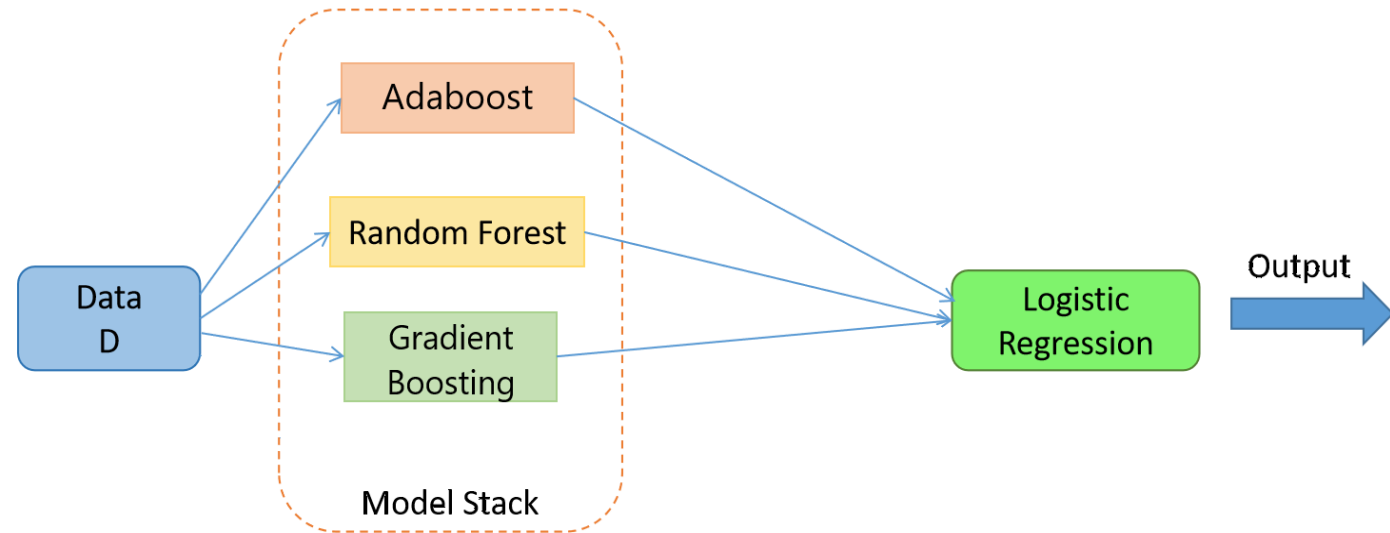 Adaboost
Random Forest
Data
D
Gradient
Boosting
Model Stack
Logistic
Regression
Output